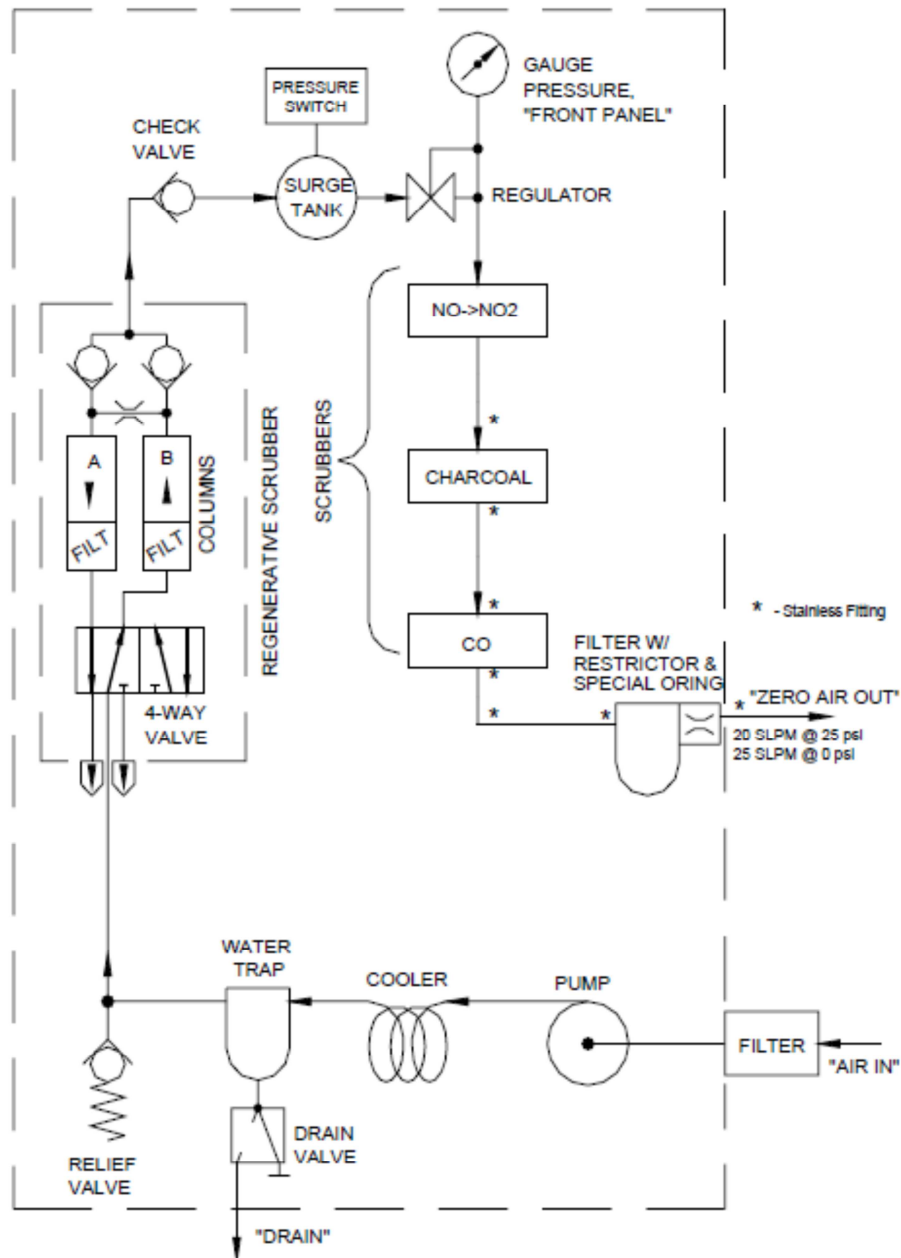 GAUGE
PRESSURE,
"FRONT PANEL"
PRESSURE
SWITCH
CHECK
VALVE
SURGE
TANK
REGULATOR
NO->NO2
*
CHARCOAL
*
*
CO
*
*
SCRUBBERS
A
B
FILT
FILT
COLUMNS
REGENERATIVE SCRUBBER
4-WAY
VALVE
* - Stainless Fitting
FILTER W/
RESTRICTOR &
SPECIAL ORING
*
* "ZERO AIR OUT"
20 SLPM @ 25 psi
25 SLPM @ 0 psi
WATER
TRAP
COOLER
PUMP
FILTER
"AIR IN"
DRAIN
VALVE
RELIEF
VALVE
"DRAIN"